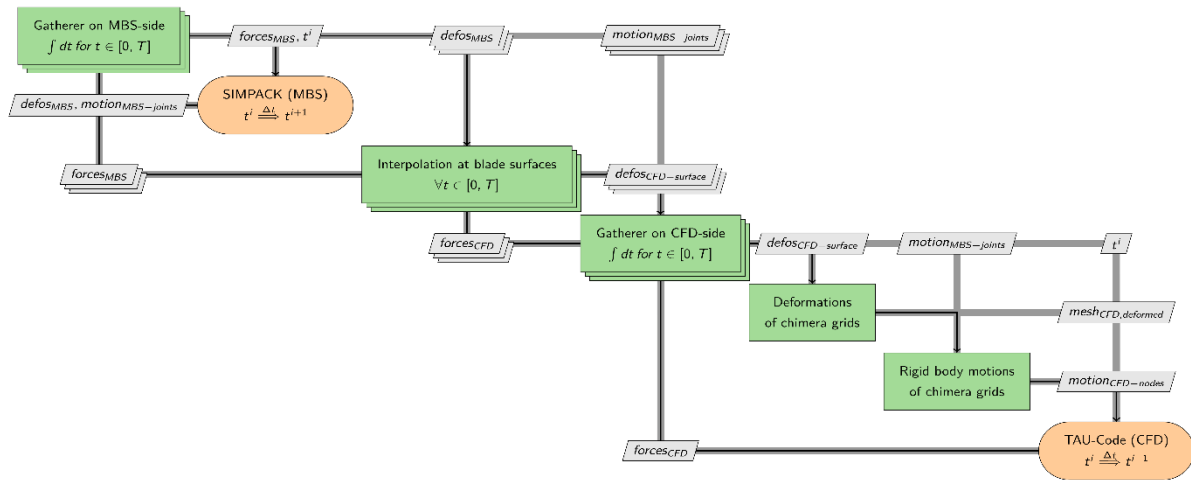 Gatherer on MBS-side
∫ dt for t ∈ [0, T]
forces_MBS, t^i
defos_MBS
motion_MBS−joints
defos_MBS, motion_MBS−joints
SIMPACK (MBS)
t^i ⇒^Δt t^i+1
forces_MBS
Interpolation at blade surfaces
∀t ⊂ [0, T]
defos_CFD−surface
forces_CFD
Gatherer on CFD-side
∫ dt for t ∈ [0, T]
defos_CFD−surface
motion_MBS−joints
t^i
Deformations
of chimera grids
mesh_CFD,deformed
Rigid body motions
of chimera grids
motion_CFD−nodes
forces_CFD
TAU-Code (CFD)
t^i ⇒^Δt t^i−1